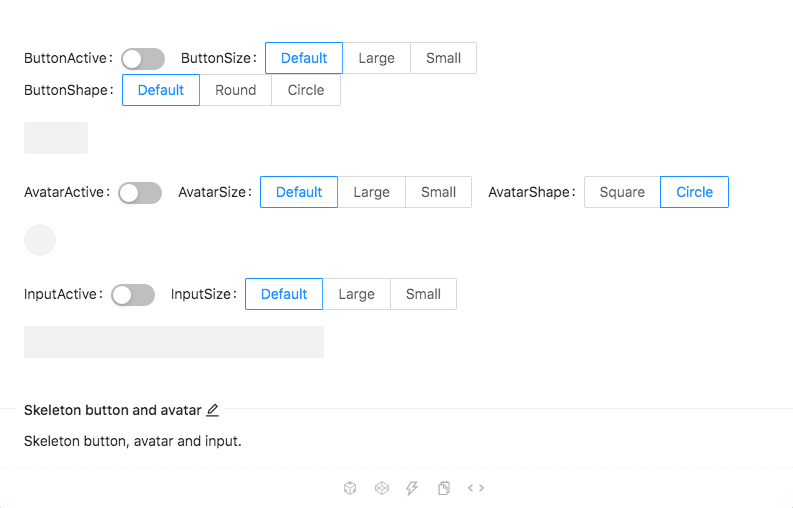 ButtonActive: ButtonSize: Default Large Small
ButtonShape: Default Round Circle
AvatarActive: AvatarSize: Default Large Small AvatarShape: Square Circle
InputActive: InputSize: Default Large Small
Skeleton button and avatar
Skeleton button, avatar and input.